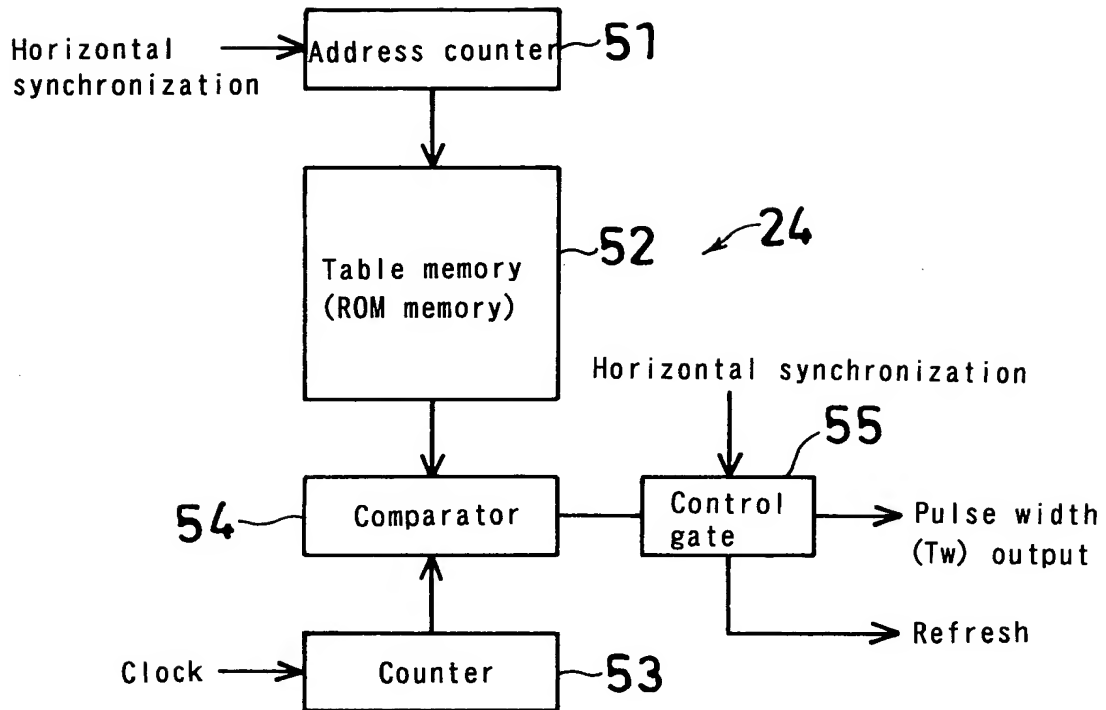 Horizontal
synchronization
Address counter
51
Table memory
(ROM memory)
52
24
Horizontal synchronization
55
54
Comparator
Control
gate
Pulse width
(Tw) output
Refresh
Clock
Counter
53